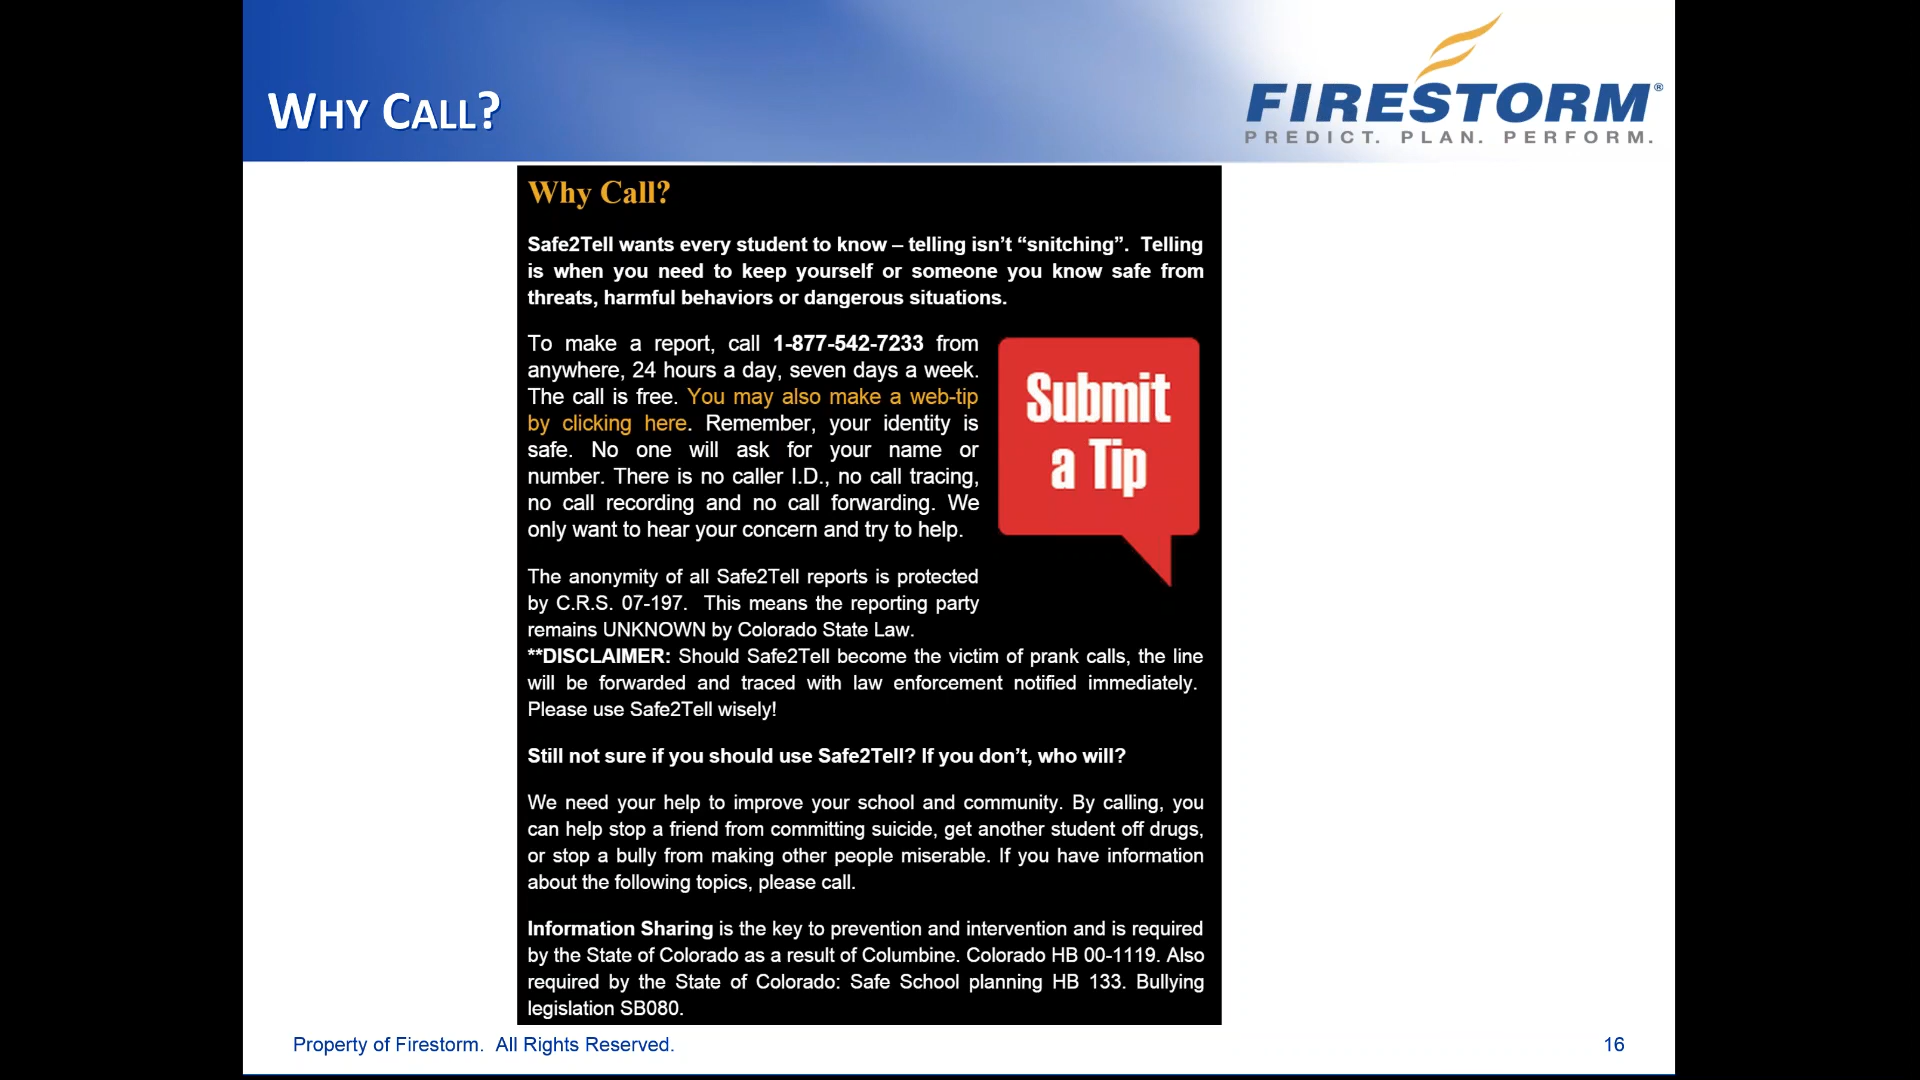 WHY CALL?
FIRESTORM®
PREDICT. PLAN. PERFORM.
Why Call?
Safe2Tell wants every student to know – telling isn’t “snitching”.  Telling
is when you need to keep yourself or someone you know safe from
threats, harmful behaviors or dangerous situations.
To make a report, call 1-877-542-7233 from
anywhere, 24 hours a day, seven days a week.
The call is free. You may also make a web-tip
by clicking here. Remember, your identity is
safe. No one will ask for your name or
number. There is no caller I.D., no call tracing,
no call recording and no call forwarding. We
only want to hear your concern and try to help.
Submit
a Tip
The anonymity of all Safe2Tell reports is protected
by C.R.S. 07-197.  This means the reporting party
remains UNKNOWN by Colorado State Law.
**DISCLAIMER: Should Safe2Tell become the victim of prank calls, the line
will be forwarded and traced with law enforcement notified immediately.
Please use Safe2Tell wisely!
Still not sure if you should use Safe2Tell? If you don’t, who will?
We need your help to improve your school and community. By calling, you
can help stop a friend from committing suicide, get another student off drugs,
or stop a bully from making other people miserable. If you have information
about the following topics, please call.
Information Sharing is the key to prevention and intervention and is required
by the State of Colorado as a result of Columbine. Colorado HB 00-1119. Also
required by the State of Colorado: Safe School planning HB 133. Bullying
legislation SB080.
Property of Firestorm.  All Rights Reserved.
16